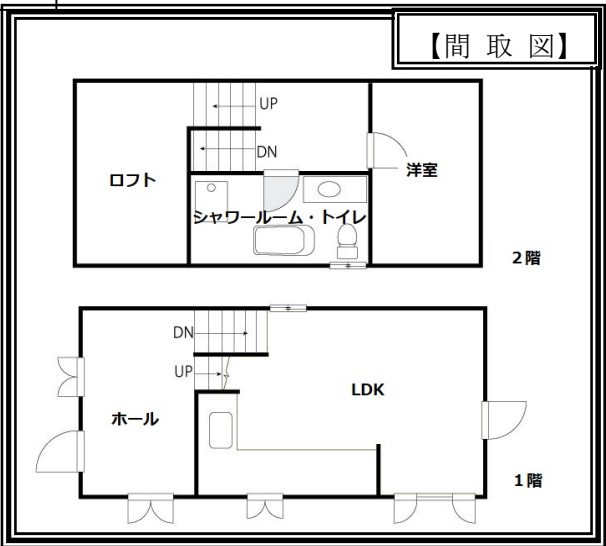 【間 取 図】
UP
DN
ロフト
洋室
シャワールーム・トイレ
2階
DN
UP
LDK
ホール
1階